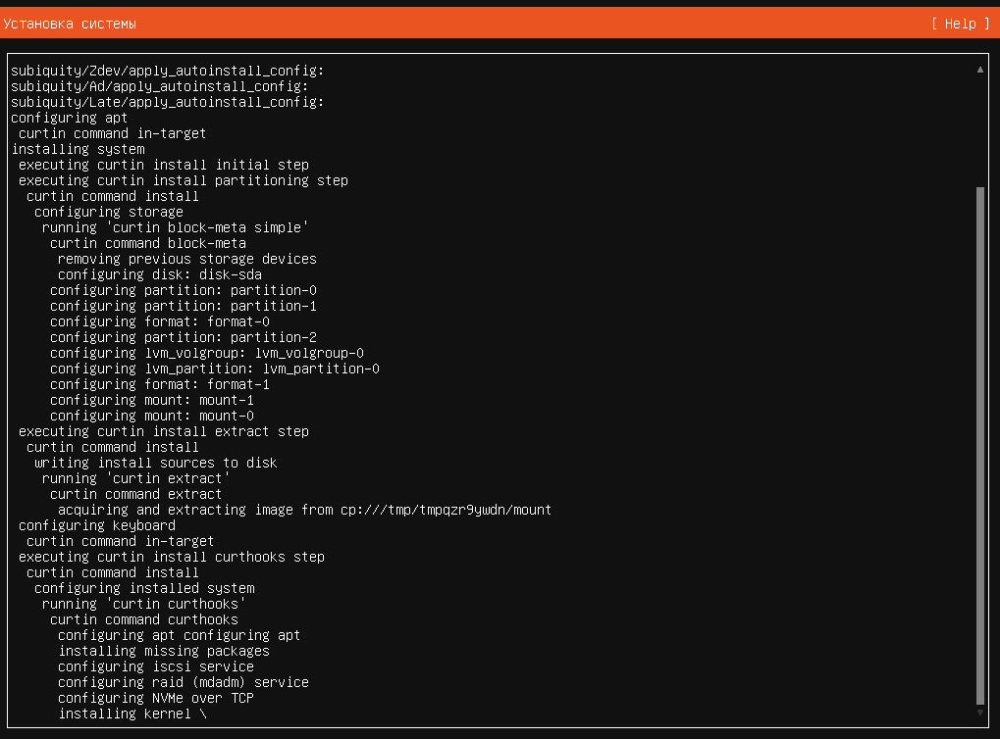 Установка системы [ Help ]
subiquity/Zdev/apply_autoinstall_config:
subiquity/Ad/apply_autoinstall_config:
subiquity/Late/apply_autoinstall_config:
configuring apt
curtin command in-target
installing system
executing curtin install initial step
executing curtin install partitioning step
curtin command install
configuring storage
running 'curtin block-meta simple'
curtin command block-meta
removing previous storage devices
configuring disk: disk-sda
configuring partition: partition-0
configuring partition: partition-1
configuring format: format-0
configuring partition: partition-2
configuring lvm_volgroup: lvm_volgroup-0
configuring lvm_partition: lvm_partition-0
configuring format: format-1
configuring mount: mount-1
configuring mount: mount-0
executing curtin install extract step
curtin command install
writing install sources to disk
running 'curtin extract'
curtin command extract
acquiring and extracting image from cp:///tmp/tmpqzr9ywdn/mount
configuring keyboard
curtin command in-target
executing curtin install curthooks step
curtin command install
configuring installed system
running 'curtin curthooks'
curtin command curthooks
configuring apt configuring apt
installing missing packages
configuring iscsi service
configuring raid (mdadm) service
configuring NVMe over TCP
installing kernel \